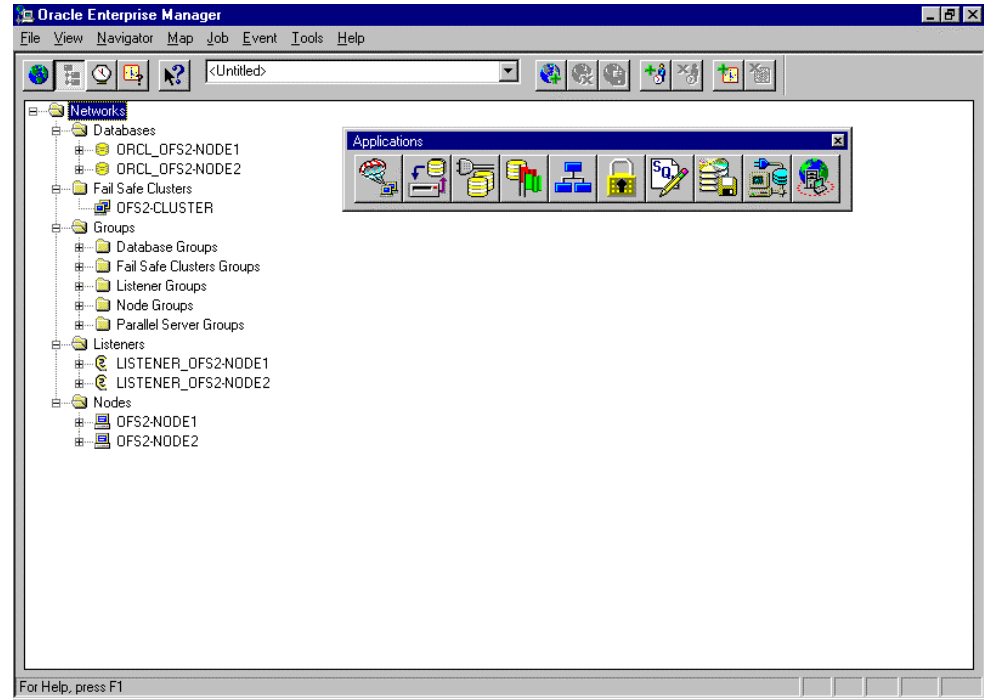 Oracle Enterprise Manager
File View Navigator Map Job Event Tools Help
<Untitled>
Networks
Databases
ORCL_OFS2-NODE1
ORCL_OFS2-NODE2
Fail Safe Clusters
OFS2-CLUSTER
Groups
Database Groups
Fail Safe Clusters Groups
Listener Groups
Node Groups
Parallel Server Groups
Listeners
LISTENER_OFS2-NODE1
LISTENER_OFS2-NODE2
Nodes
OFS2-NODE1
OFS2-NODE2
Applications
SQ
For Help, press F1